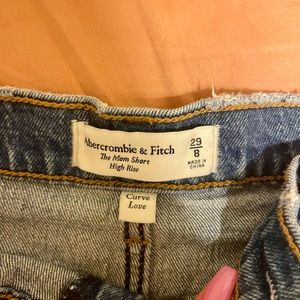 Abercrombie & Fitch
The Mom Short
High Rise
29
8
MADE IN
CHINA
Curve
Love